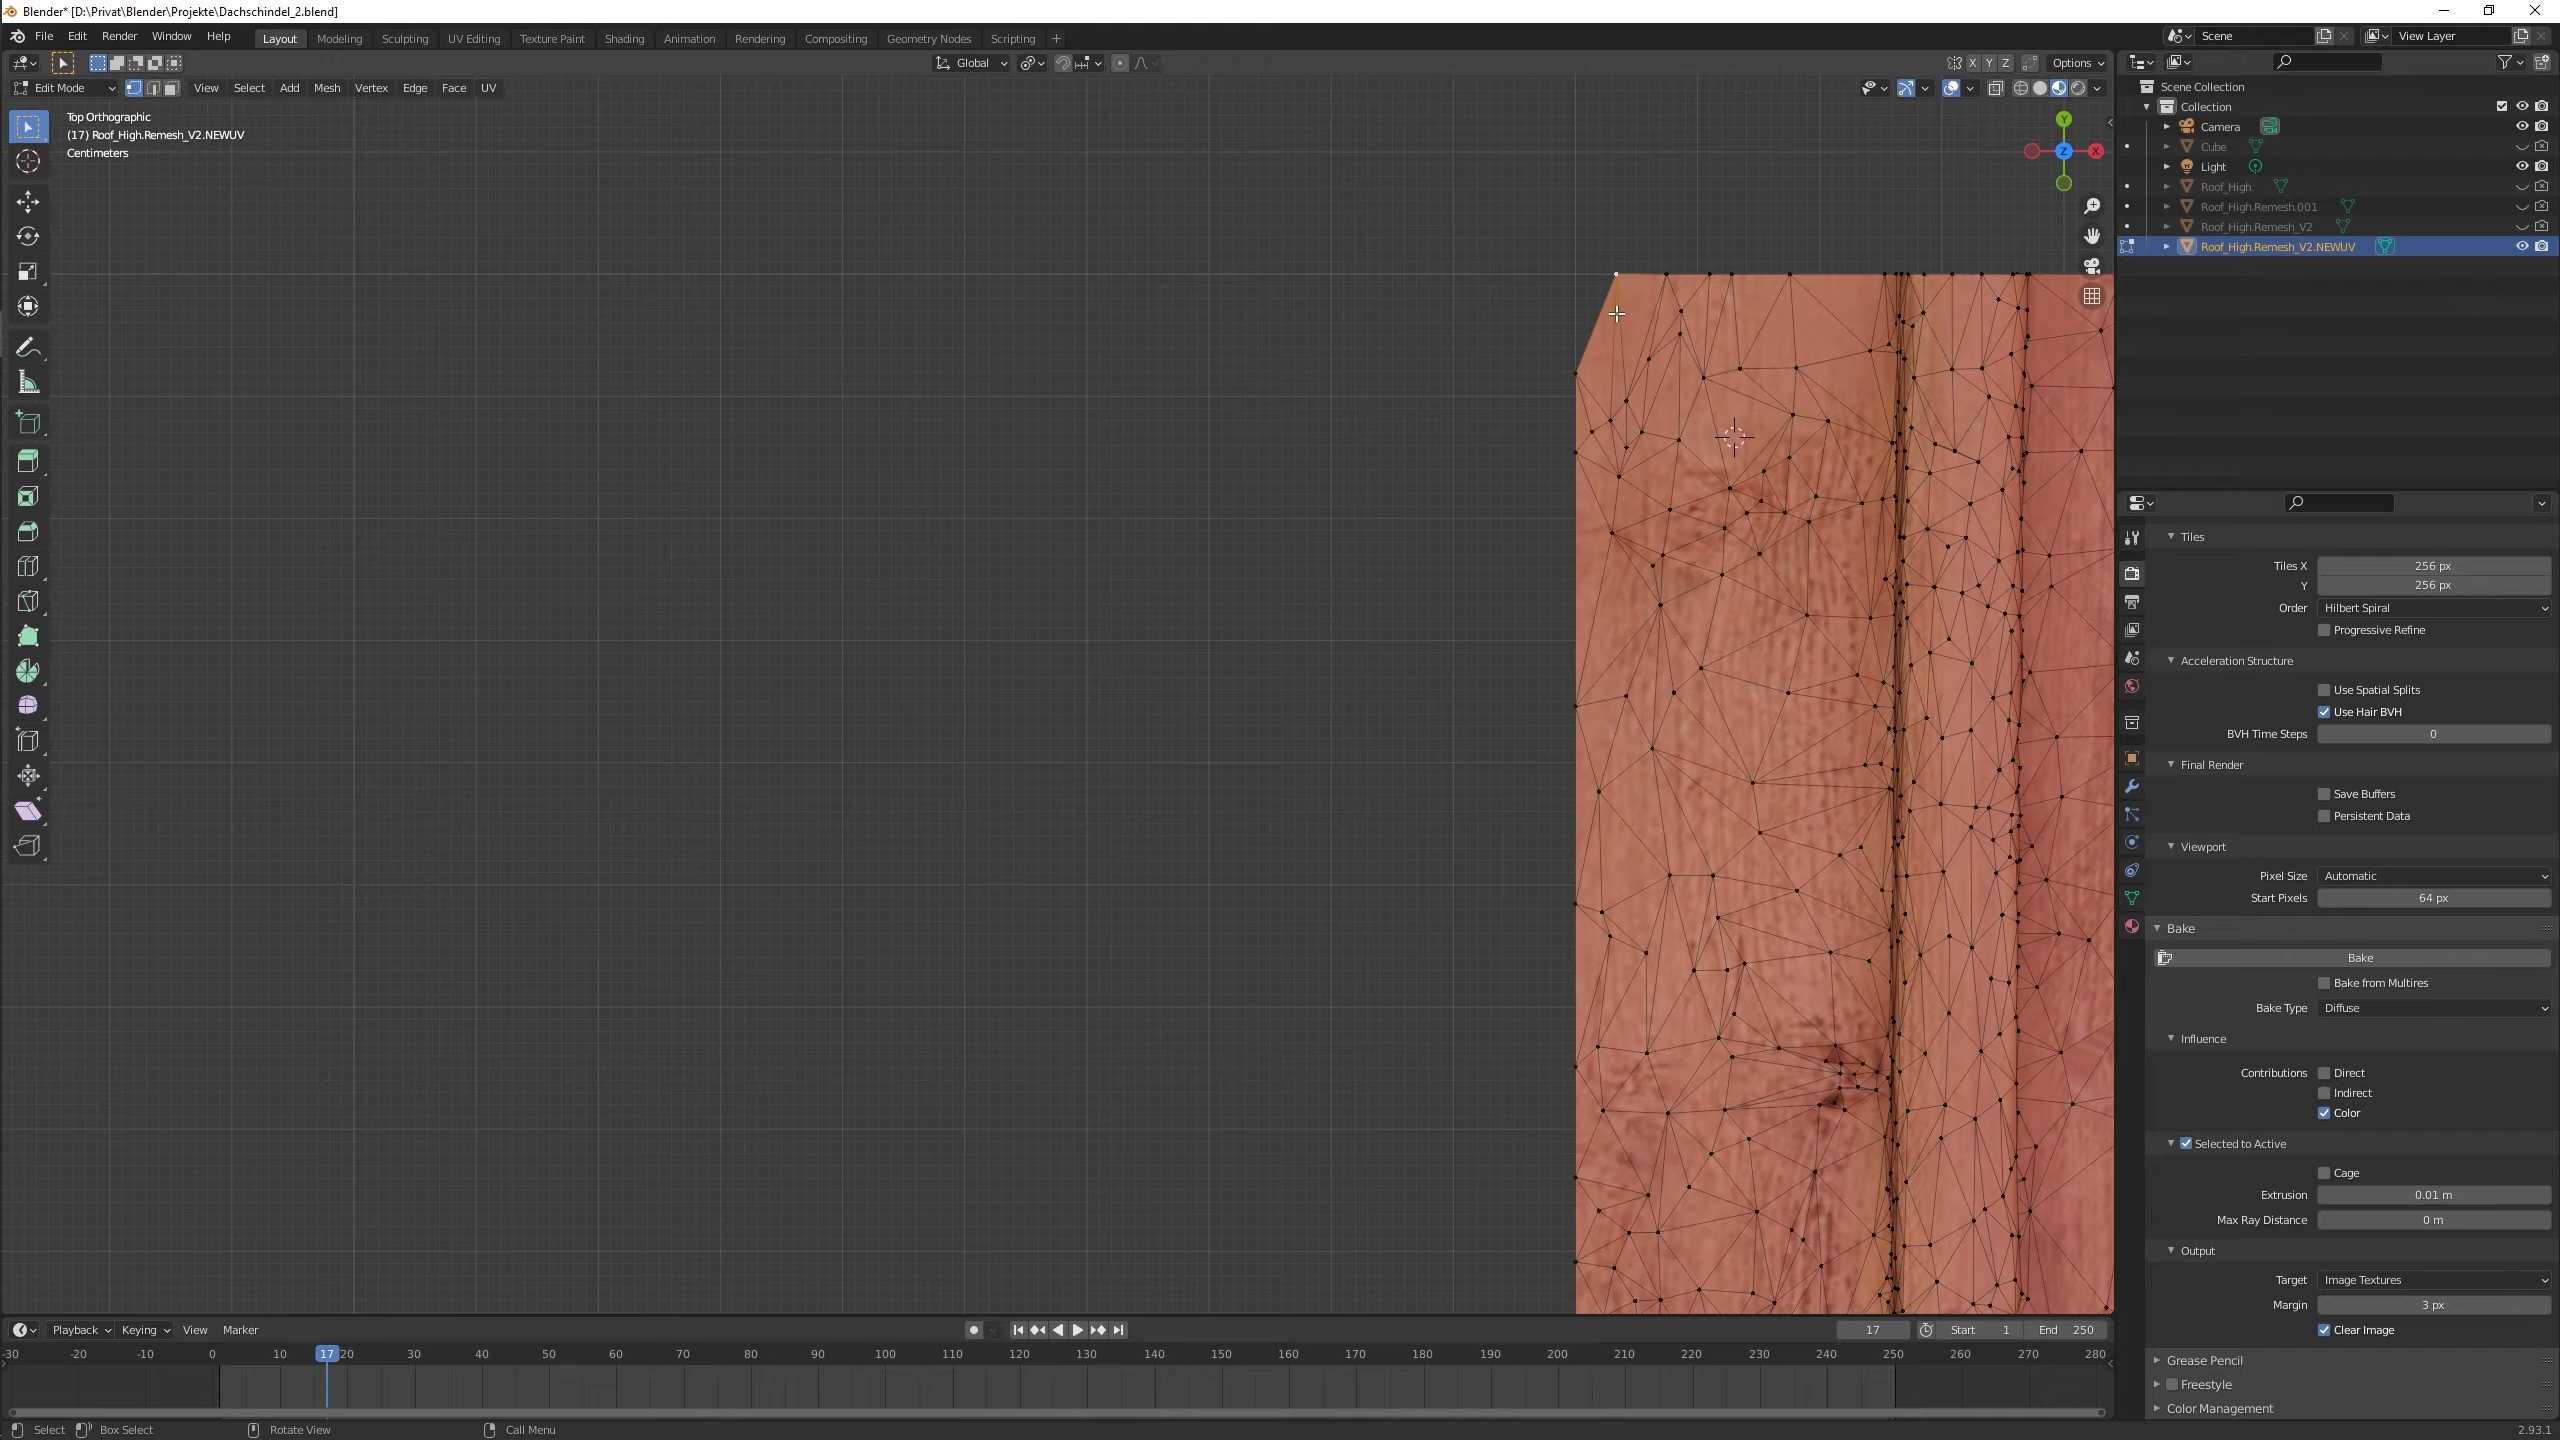 Blender* [D:\Privat\Blender\Projekte\Dachschindel_2.blend]
File Edit Render Window Help Layout Modeling Sculpting UV Editing Texture Paint Shading Animation Rendering Compositing Geometry Nodes Scripting + Scene View Layer
Global X Y Z Options
Edit Mode View Select Add Mesh Vertex Edge Face UV
Top Orthographic
(17) Roof_High.Remesh_V2.NEWUV
Centimeters
Y
Z
X
Scene Collection
Collection
Camera
Cube
Light
Roof_High
Roof_High.Remesh.001
Roof_High.Remesh_V2
Roof_High.Remesh_V2.NEWUV
Tiles
Tiles X 256 px
Y 256 px
Order Hilbert Spiral
Progressive Refine
Acceleration Structure
Use Spatial Splits
Use Hair BVH
BVH Time Steps 0
Final Render
Save Buffers
Persistent Data
Viewport
Pixel Size Automatic
Start Pixels 64 px
Bake
Bake
Bake from Multires
Bake Type Diffuse
Influence
Contributions Direct
Indirect
Color
Selected to Active
Cage
Extrusion 0.01 m
Max Ray Distance 0 m
Output
Target Image Textures
Margin 3 px
Clear Image
Grease Pencil
Freestyle
Color Management
Playback Keying View Marker 17 Start 1 End 250
-30 -20 -10 0 10 17 20 30 40 50 60 70 80 90 100 110 120 130 140 150 160 170 180 190 200 210 220 230 240 250 260 270 280
Select Box Select Rotate View Call Menu 2.93.1